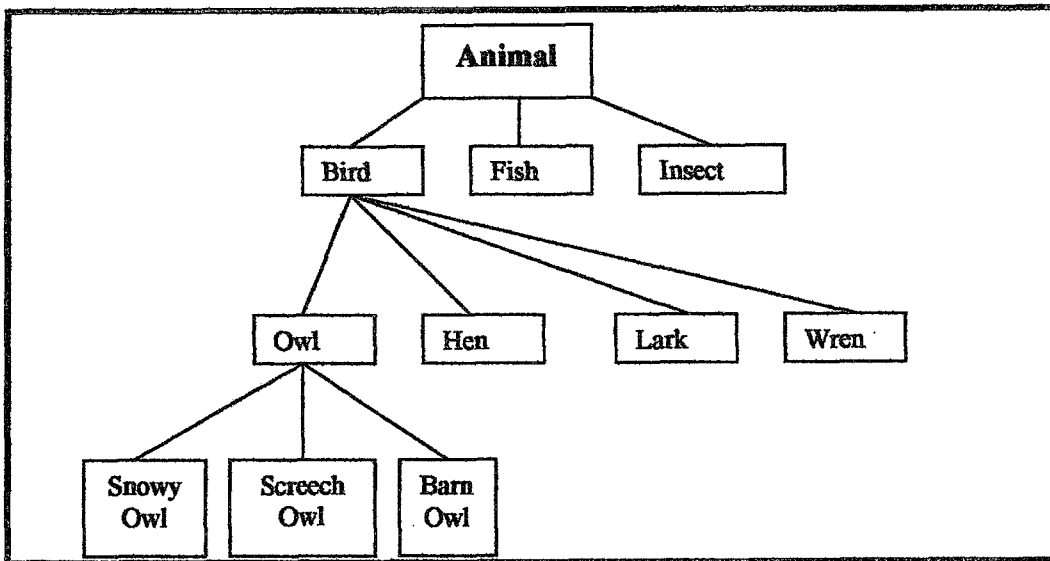 Animal
Bird
Fish
Insect
Owl
Hen
Lark
Wren
Snowy
Owl
Screech
Owl
Barn
Owl